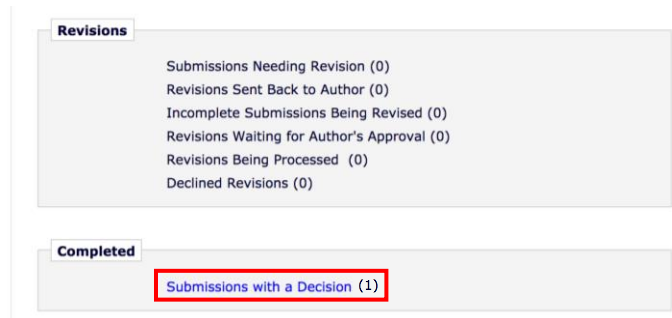 Revisions
Submissions Needing Revision (0)
Revisions Sent Back to Author (0)
Incomplete Submissions Being Revised (0)
Revisions Waiting for Author's Approval (0)
Revisions Being Processed (0)
Declined Revisions (0)
Completed
Submissions with a Decision (1)